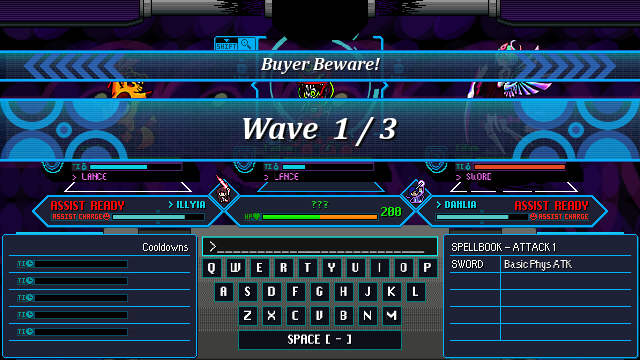 SHIFT
Buyer Beware!
Wave 1 / 3
TI
TI
TI
> LANCE
> LANCE
> SWORD
ASSIST READY
> ILLYIA
???
> DAHLIA
ASSIST READY
ASSIST CHARGE
HP
200
ASSIST CHARGE
Cooldowns
TI
TI
TI
TI
TI
>_
Q W E R T Y U I O P
A S D F G H J K L
Z X C V B N M
SPACE [ - ]
SPELLBOOK - ATTACK 1
SWORD Basic Phys ATK